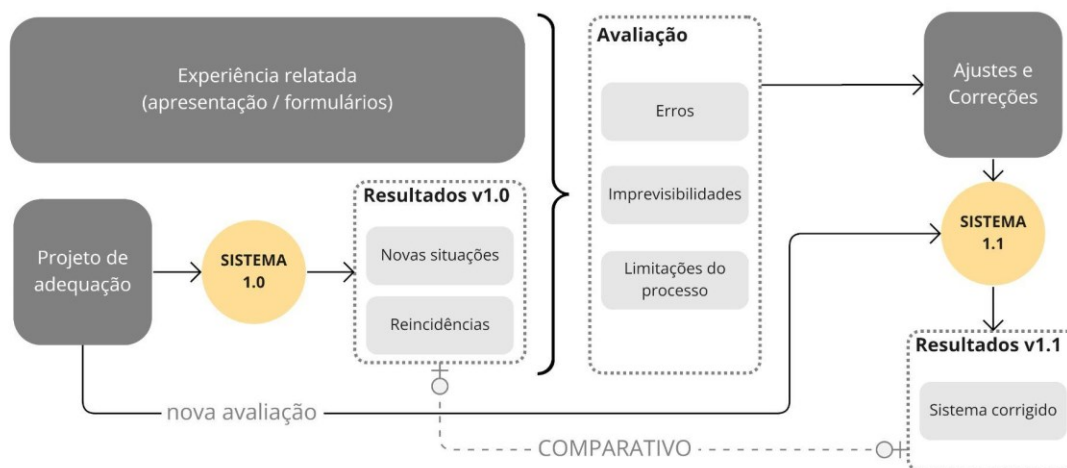 Experiência relatada
(apresentação / formulários)
Projeto de
adequação
SISTEMA
1.0
Resultados v1.0
Novas situações
Reincidências
Avaliação
Erros
Imprevisibilidades
Limitações do
processo
Ajustes e
Correções
SISTEMA
1.1
Resultados v1.1
Sistema corrigido
nova avaliação
COMPARATIVO